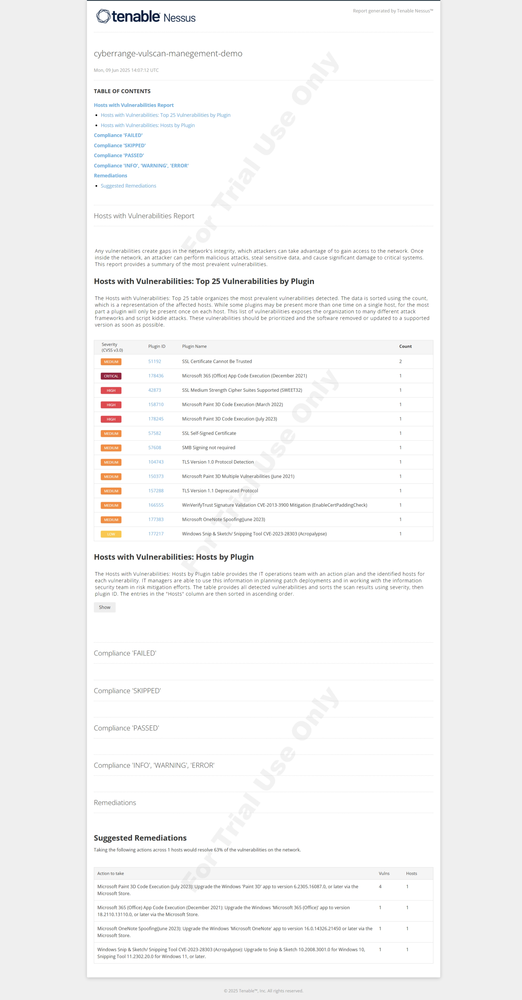 tenable Nessus
Report generated by Tenable Nessus™
cyberrange-vulscan-manegement-demo
Mon, 09 Jun 2025 14:07:12 UTC
TABLE OF CONTENTS
Hosts with Vulnerabilities Report
• Hosts with Vulnerabilities: Top 25 Vulnerabilities by Plugin
• Hosts with Vulnerabilities: Hosts by Plugin
Compliance 'FAILED'
Compliance 'SKIPPED'
Compliance 'PASSED'
Compliance 'INFO', 'WARNING', 'ERROR'
Remediations
• Suggested Remediations
For Trial Use Only
Hosts with Vulnerabilities Report
Any vulnerabilities create gaps in the network's integrity, which attackers can take advantage of to gain access to the network. Once
inside the network, an attacker can perform malicious attacks, steal sensitive data, and cause significant damage to critical systems.
This report provides a summary of the most prevalent vulnerabilities.
Hosts with Vulnerabilities: Top 25 Vulnerabilities by Plugin
The Hosts with Vulnerabilities: Top 25 table organizes the most prevalent vulnerabilities detected. The data is sorted using the count,
which is a representation of the affected hosts. While some plugins may be present more than one time on a single host, for the most
part a plugin will only be present once on each host. This list of vulnerabilities exposes the organization to many different attack
frameworks and script kiddie attacks. These vulnerabilities should be prioritized and the software removed or updated to a supported
version as soon as possible.
Severity
(CVSS v3.0) Plugin ID Plugin Name Count
MEDIUM 51192 SSL Certificate Cannot Be Trusted 2
CRITICAL 178436 Microsoft 365 (Office) App Code Execution (December 2021) 1
HIGH 42873 SSL Medium Strength Cipher Suites Supported (SWEET32) 1
HIGH 158710 Microsoft Paint 3D Code Execution (March 2022) 1
HIGH 178245 Microsoft Paint 3D Code Execution (July 2023) 1
MEDIUM 57582 SSL Self-Signed Certificate 1
MEDIUM 57608 SMB Signing not required 1
MEDIUM 104743 TLS Version 1.0 Protocol Detection 1
MEDIUM 150373 Microsoft Paint 3D Multiple Vulnerabilities (June 2021) 1
MEDIUM 157288 TLS Version 1.1 Deprecated Protocol 1
MEDIUM 166555 WinVerifyTrust Signature Validation CVE-2013-3900 Mitigation (EnableCertPaddingCheck) 1
MEDIUM 177383 Microsoft OneNote Spoofing(June 2023) 1
LOW 177217 Windows Snip & Sketch/ Snipping Tool CVE-2023-28303 (Acropalypse) 1
For Trial Use Only
Hosts with Vulnerabilities: Hosts by Plugin
The Hosts with Vulnerabilities: Hosts by Plugin table provides the IT operations team with an action plan and the identified hosts for
each vulnerability. IT managers are able to use this information in planning patch deployments and in working with the information
security team in risk mitigation efforts. The table provides all detected vulnerabilities and sorts the scan results using severity, then
plugin ID. The entries in the "Hosts" column are then sorted in ascending order.
Show
Compliance 'FAILED'
Compliance 'SKIPPED'
Compliance 'PASSED'
Compliance 'INFO', 'WARNING', 'ERROR'
Remediations
For Trial Use Only
Suggested Remediations
Taking the following actions across 1 hosts would resolve 63% of the vulnerabilities on the network.
Action to take Vulns Hosts
Microsoft Paint 3D Code Execution (July 2023): Upgrade the Windows 'Paint 3D' app to version 6.2305.16087.0, or later via the 4 1
Microsoft Store.
Microsoft 365 (Office) App Code Execution (December 2021): Upgrade the Windows 'Microsoft 365 (Office)' app to version 1 1
18.2110.13110.0, or later via the Microsoft Store.
Microsoft OneNote Spoofing(June 2023): Upgrade the Windows 'Microsoft OneNote' app to version 16.0.14326.21450 or later via the 1 1
Microsoft Store.
Windows Snip & Sketch/ Snipping Tool CVE-2023-28303 (Acropalypse): Upgrade to Snip & Sketch 10.2008.3001.0 for Windows 10, 1 1
Snipping Tool 11.2302.20.0 for Windows 11, or later.
© 2025 Tenable™, Inc. All rights reserved.